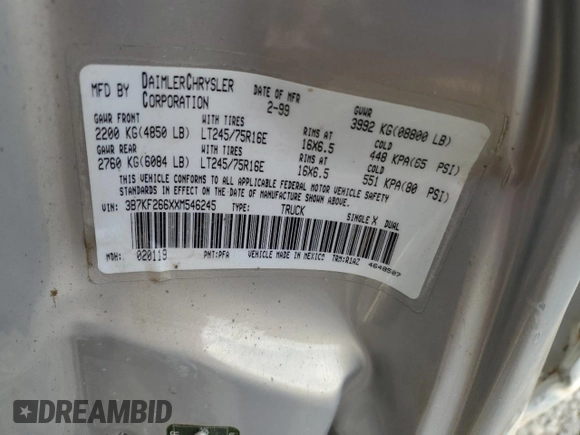 MFD BY DAIMLERCHRYSLER CORPORATION DATE OF MFR 2-99 GVWR 3992 KG(08800 LB)
GAWR FRONT WITH TIRES RIMS AT COLD
2200 KG(4850 LB) LT245/75R16E 16X6.5 448 KPA(65 PSI)
GAWR REAR WITH TIRES RIMS AT COLD
2760 KG(6084 LB) LT245/75R16E 16X6.5 551 KPA(80 PSI)
THIS VEHICLE CONFORMS TO ALL APPLICABLE FEDERAL MOTOR VEHICLE SAFETY
STANDARDS IN EFFECT ON THE DATE OF MANUFACTURE SHOWN ABOVE.
VIN: 3B7KF266XXM546245 TYPE: TRUCK SINGLE X DUAL
MDH: 020119 PNT:PFA VEHICLE MADE IN MEXICO TRM:R1AZ 4648507
DREAMBID